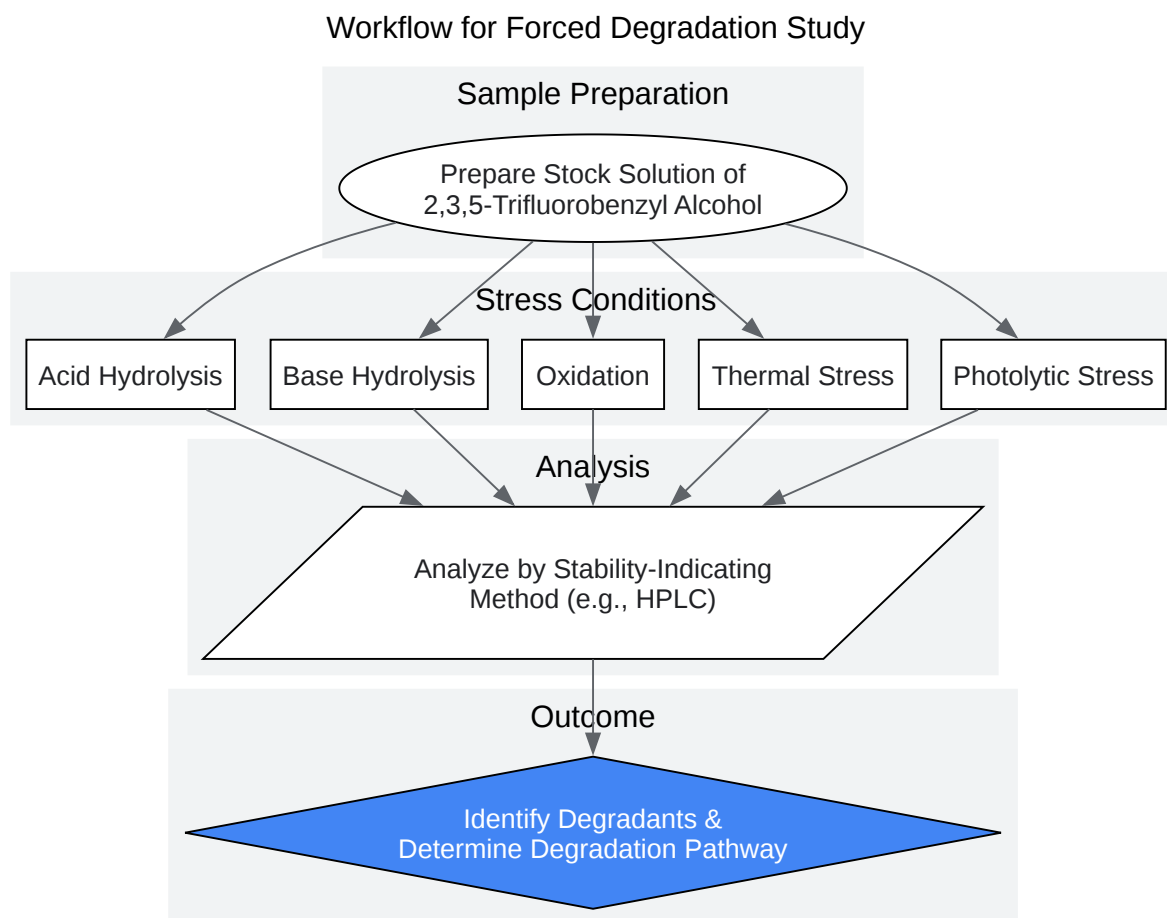 Workflow for Forced Degradation Study
Sample Preparation
Prepare Stock Solution of
2,3,5-Trifluorobenzyl Alcohol
Stress Conditions
Acid Hydrolysis
Base Hydrolysis
Oxidation
Thermal Stress
Photolytic Stress
Analysis
Analyze by Stability-Indicating
Method (e.g., HPLC)
Outcome
Identify Degradants &
Determine Degradation Pathway